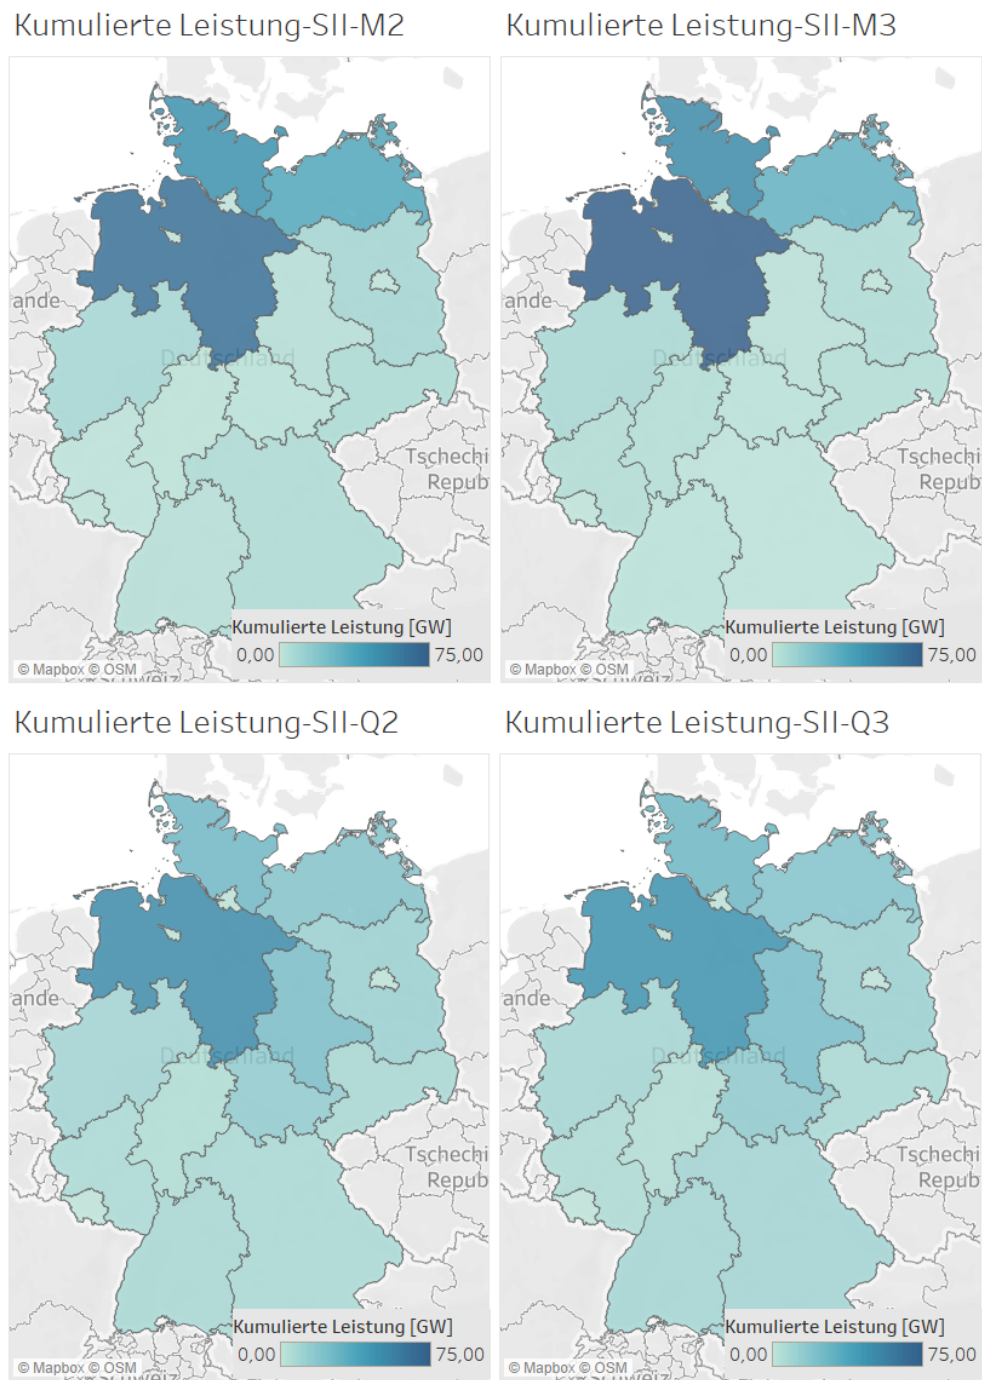 Kumulierte Leistung-SII-M2
Kumulierte Leistung-SII-M3
ande
Deutschland
Tschechi
Repub
Kumulierte Leistung [GW]
0,00 75,00
© Mapbox © OSM
ande
Deutschland
Tschechi
Repub
Kumulierte Leistung [GW]
0,00 75,00
© Mapbox © OSM
Kumulierte Leistung-SII-Q2
Kumulierte Leistung-SII-Q3
ande
Deutschland
Tschechi
Repub
Kumulierte Leistung [GW]
0,00 75,00
© Mapbox © OSM
ande
Deutschland
Tschechi
Repub
Kumulierte Leistung [GW]
0,00 75,00
© Mapbox © OSM